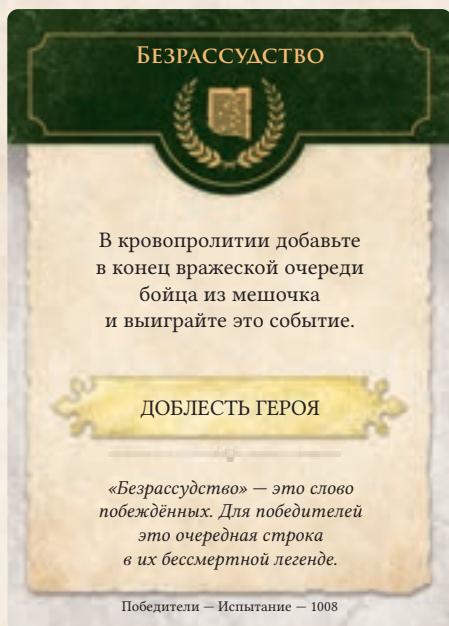 Безрассудство
В кровопролитии добавьте
в конец вражеской очереди
бойца из мешочка
и выиграйте это событие.
ДОБЛЕСТЬ ГЕРОЯ
«Безрассудство» — это слово
побеждённых. Для победителей
это очередная строка
в их бессмертной легенде.
Победители — Испытание — 1008